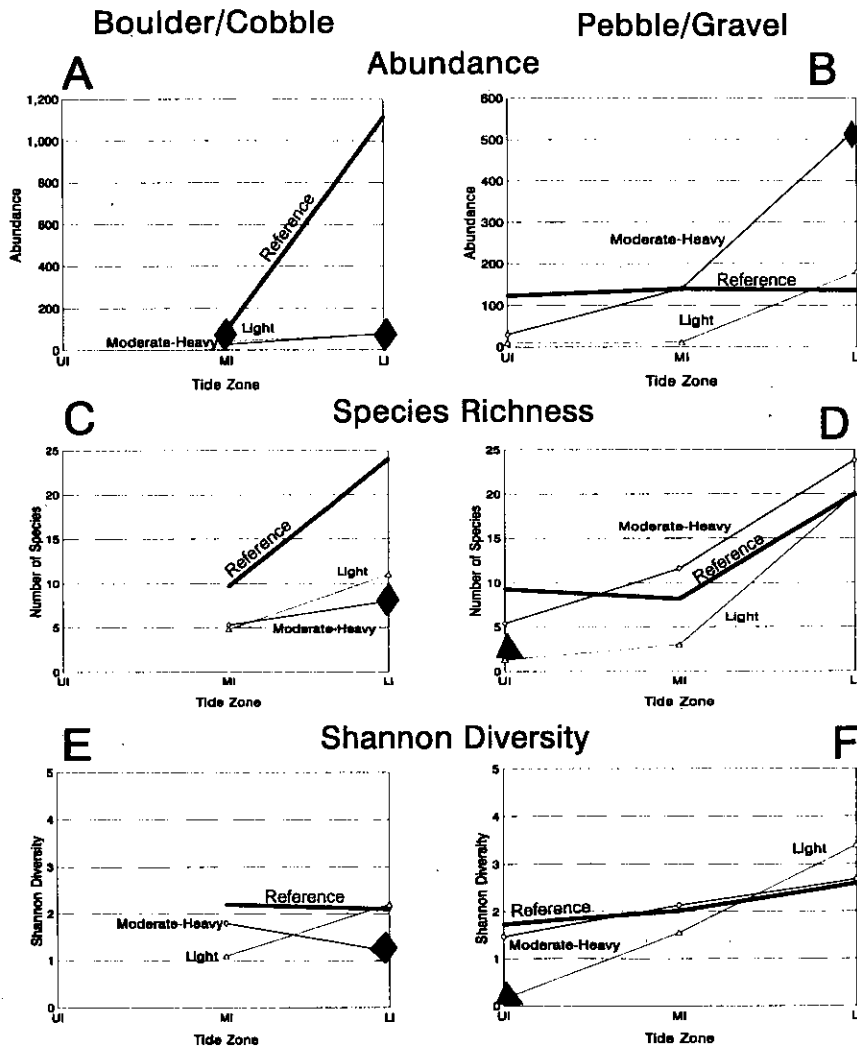 Boulder/Cobble
Pebble/Gravel
Abundance
A
1,200
1,000
800
600
400
200
0
Abundance
Reference
Light
Moderate-Heavy
UI
MI
LI
Tide Zone
B
600
500
400
300
200
100
0
Abundance
Moderate-Heavy
Reference
Light
UI
MI
L
Tide Zone
Species Richness
C
25
20
15
10
5
0
Number of Species
Reference
Light
Moderate-Heavy
UI
MI
LI
Tide Zone
D
25
20
15
10
5
0
Number of Species
Moderate-Heavy
Reference
Light
UI
MI
L
Tide Zone
Shannon Diversity
E
5
4
3
2
1
0
Shannon Diversity
Reference
Moderate-Heavy
Light
UI
MI
LI
Tide Zone
F
5
4
3
2
1
0
Shannon Diversity
Light
Reference
Moderate-Heavy
UI
MI
L
Tide Zone